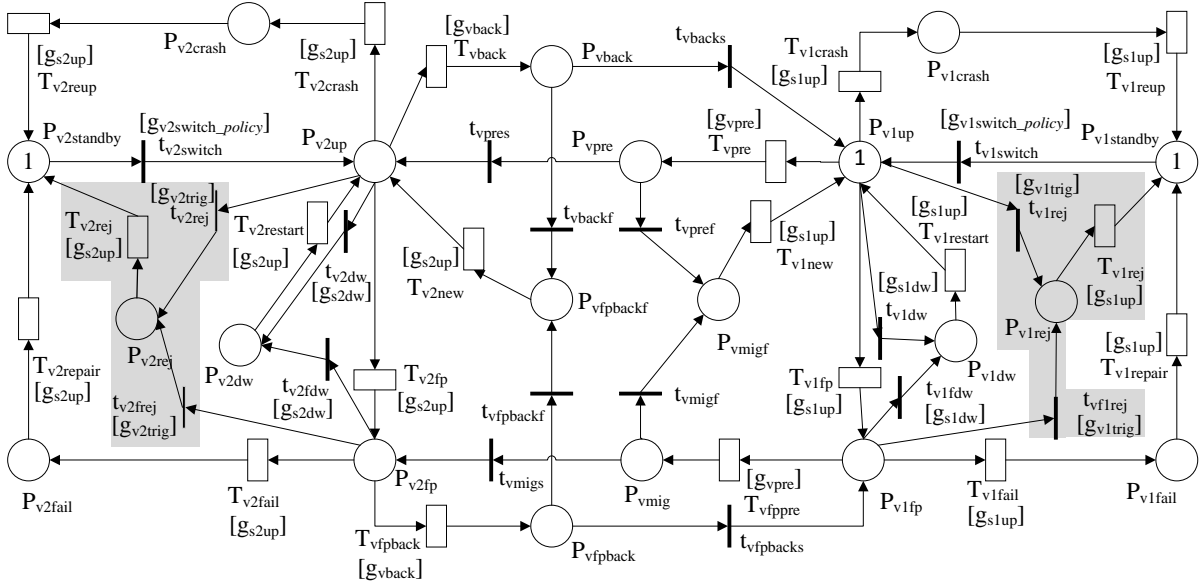 [gvback]
Tvback
Pv2crash
[gs2up]
Tv2reup
[gs2up]
Tv2crash
Pvback
tvbacks
Tv1crash
[gs1up]
Pv1crash
[gs1up]
Tv1reup
Pv2standby
1
[gv2switch_policy]
tv2switch
Pv2up
tvpres
Pvpre
[gvpre]
Tvpre
Pv1up
1
[gv1switch_policy]
tv1switch
Pv1standby
1
[gv2trig]
tv2rej
Tv2rej
[gs2up]
Tv2restart
[gs2up]
tv2dw
[gs2dw]
[gs2up]
Tv2new
tvbackf
tvpref
[gs1up]
Tv1new
[gs1up]
Tv1restart
[gv1trig]
tv1rej
Tv1rej
[gs1up]
Pv2rej
Pv2dw
Pvfpbackf
Pvmigf
[gs1dw]
tv1dw
Pv1dw
Pv1rej
Tv2repair
[gs2up]
tv2frej
[gv2trig]
tv2fdw
[gs2dw]
Tv2fp
[gs2up]
tvfpbackf
tvmigf
Tv1fp
[gs1up]
tv1fdw
[gs1dw]
tvf1rej
[gv1trig]
[gs1up]
Tv1repair
Pv2fail
Tv2fail
[gs2up]
Pv2fp
tvmigs
Pvmig
[gvpre]
Tvfppre
Pv1fp
Tv1fail
[gs1up]
Pv1fail
Tvfpback
[gvback]
Pvfpback
tvfpbacks